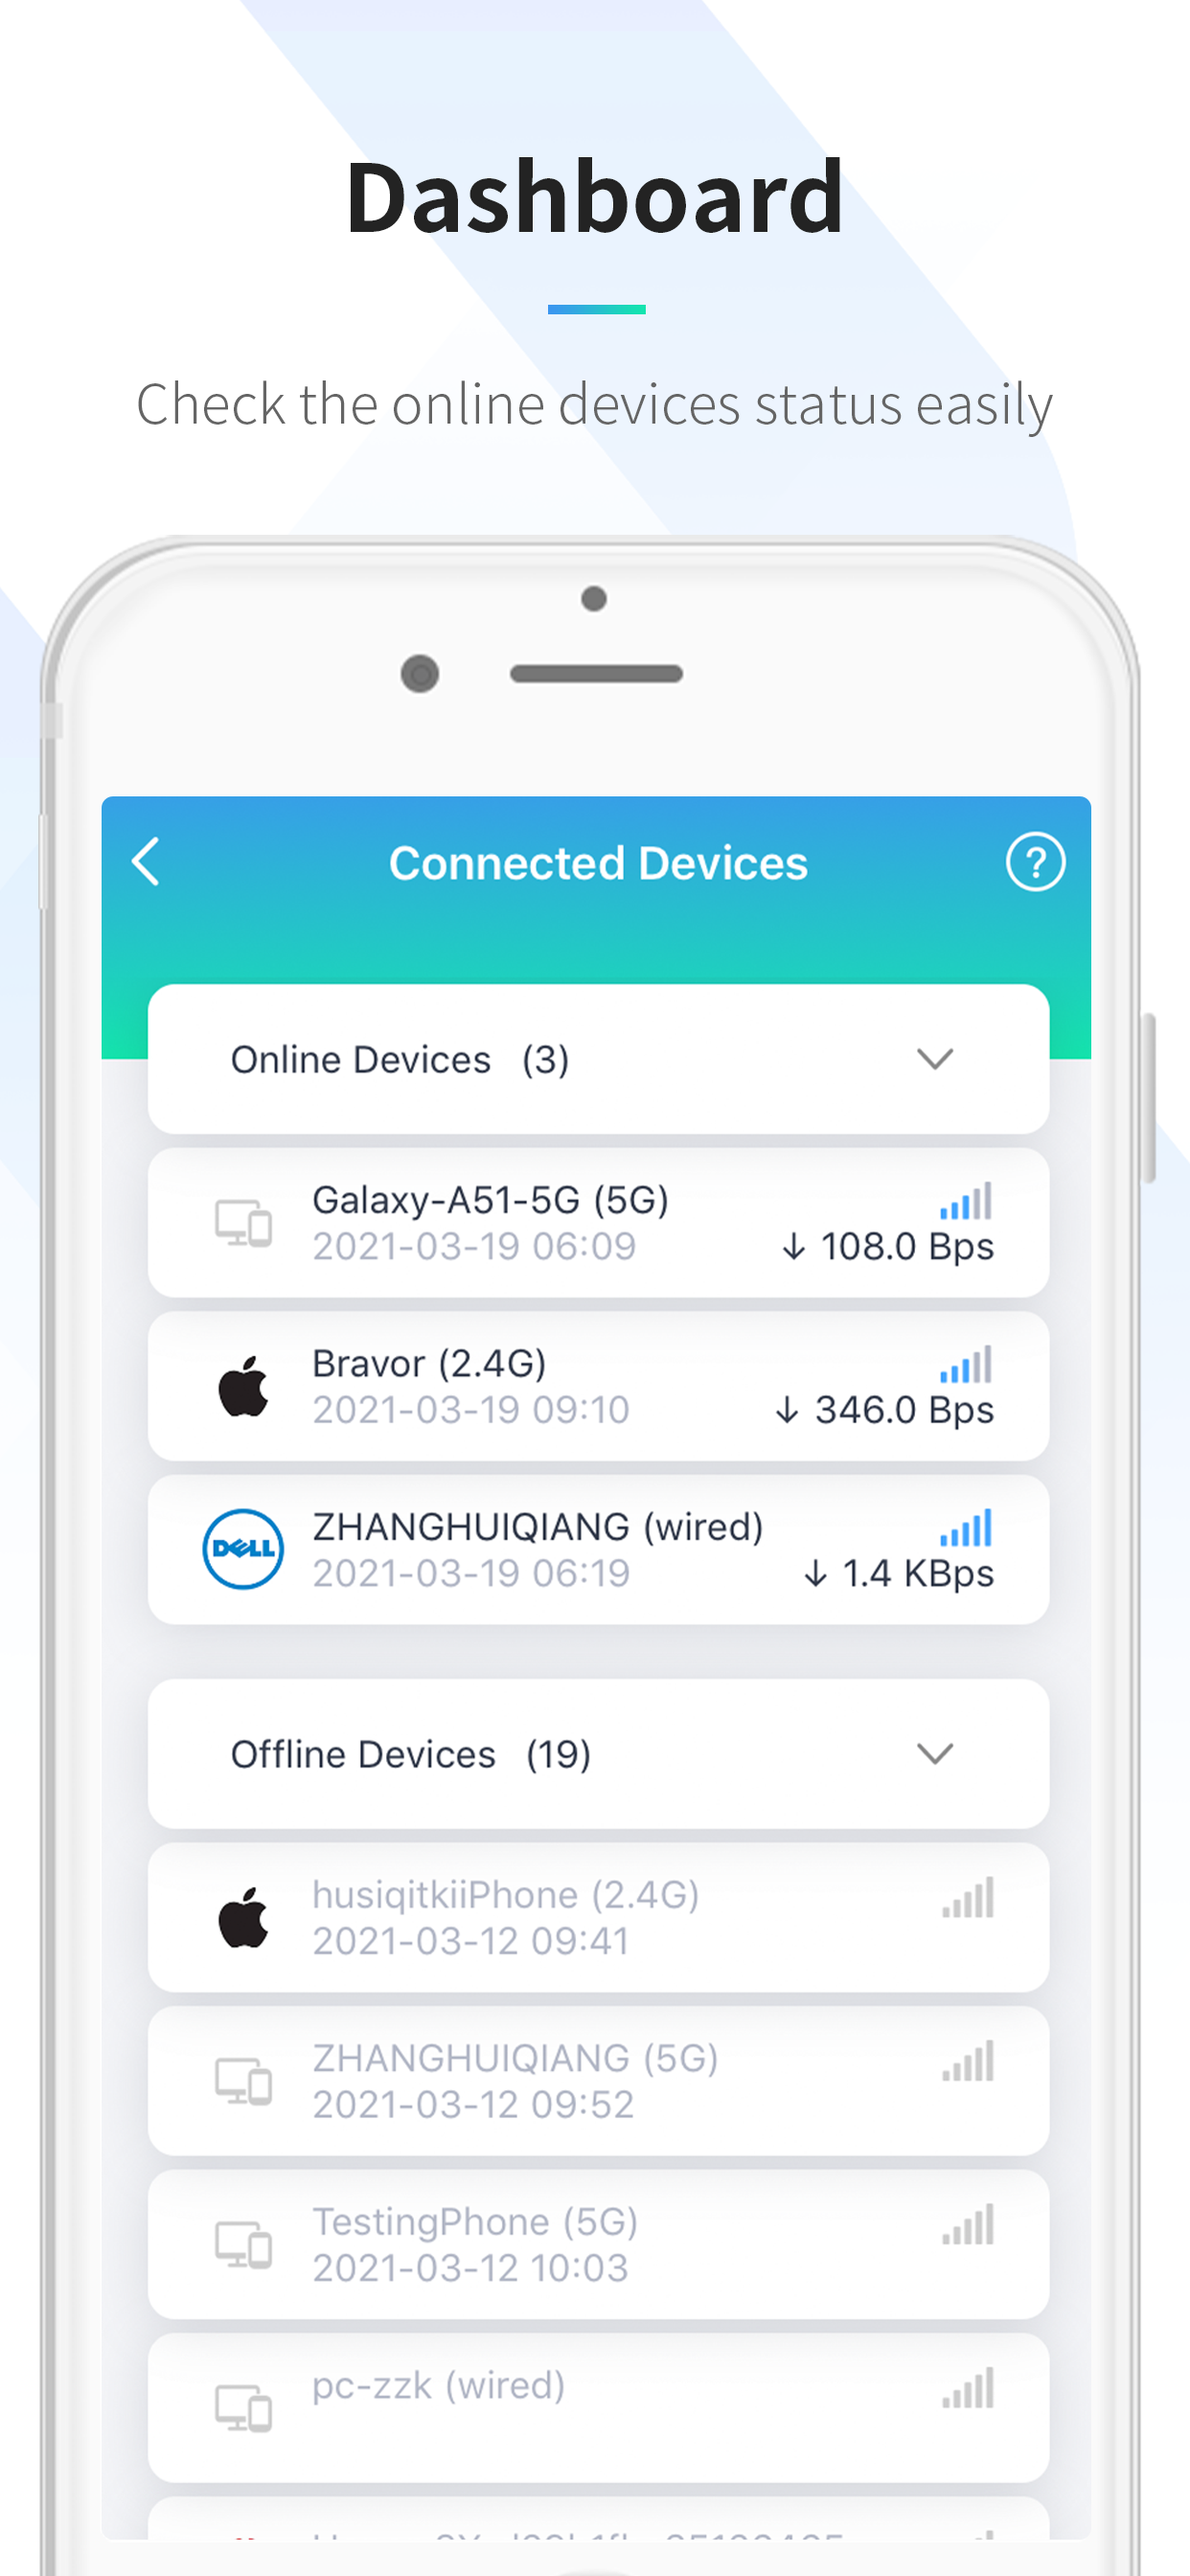 Dashboard
Check the online devices status easily
Connected Devices
?
Online Devices (3)
Galaxy-A51-5G (5G)
2021-03-19 06:09
↓ 108.0 Bps
Bravor (2.4G)
2021-03-19 09:10
↓ 346.0 Bps
DELL
ZHANGHUIQIANG (wired)
2021-03-19 06:19
↓ 1.4 KBps
Offline Devices (19)
husiqitkiiPhone (2.4G)
2021-03-12 09:41
ZHANGHUIQIANG (5G)
2021-03-12 09:52
TestingPhone (5G)
2021-03-12 10:03
pc-zzk (wired)